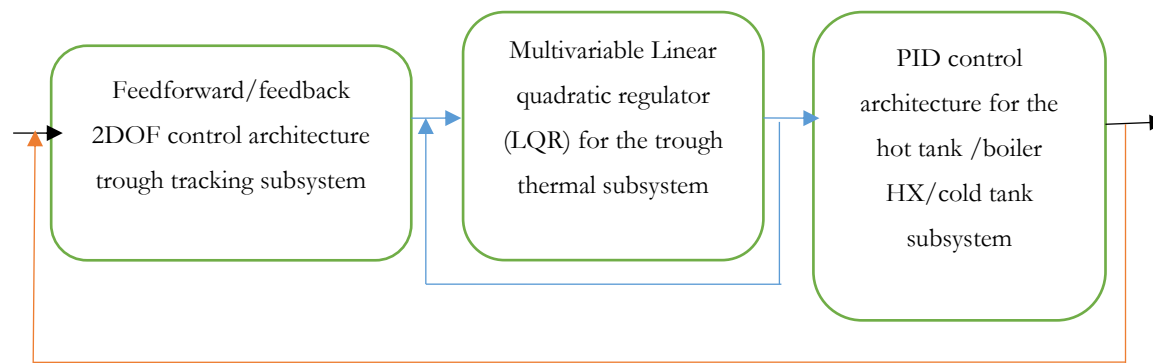 Feedforward/feedback
2DOF control architecture
trough tracking subsystem
Multivariable Linear
quadratic regulator
(LQR) for the trough
thermal subsystem
PID control
architecture for the
hot tank /boiler
HX/cold tank
subsystem